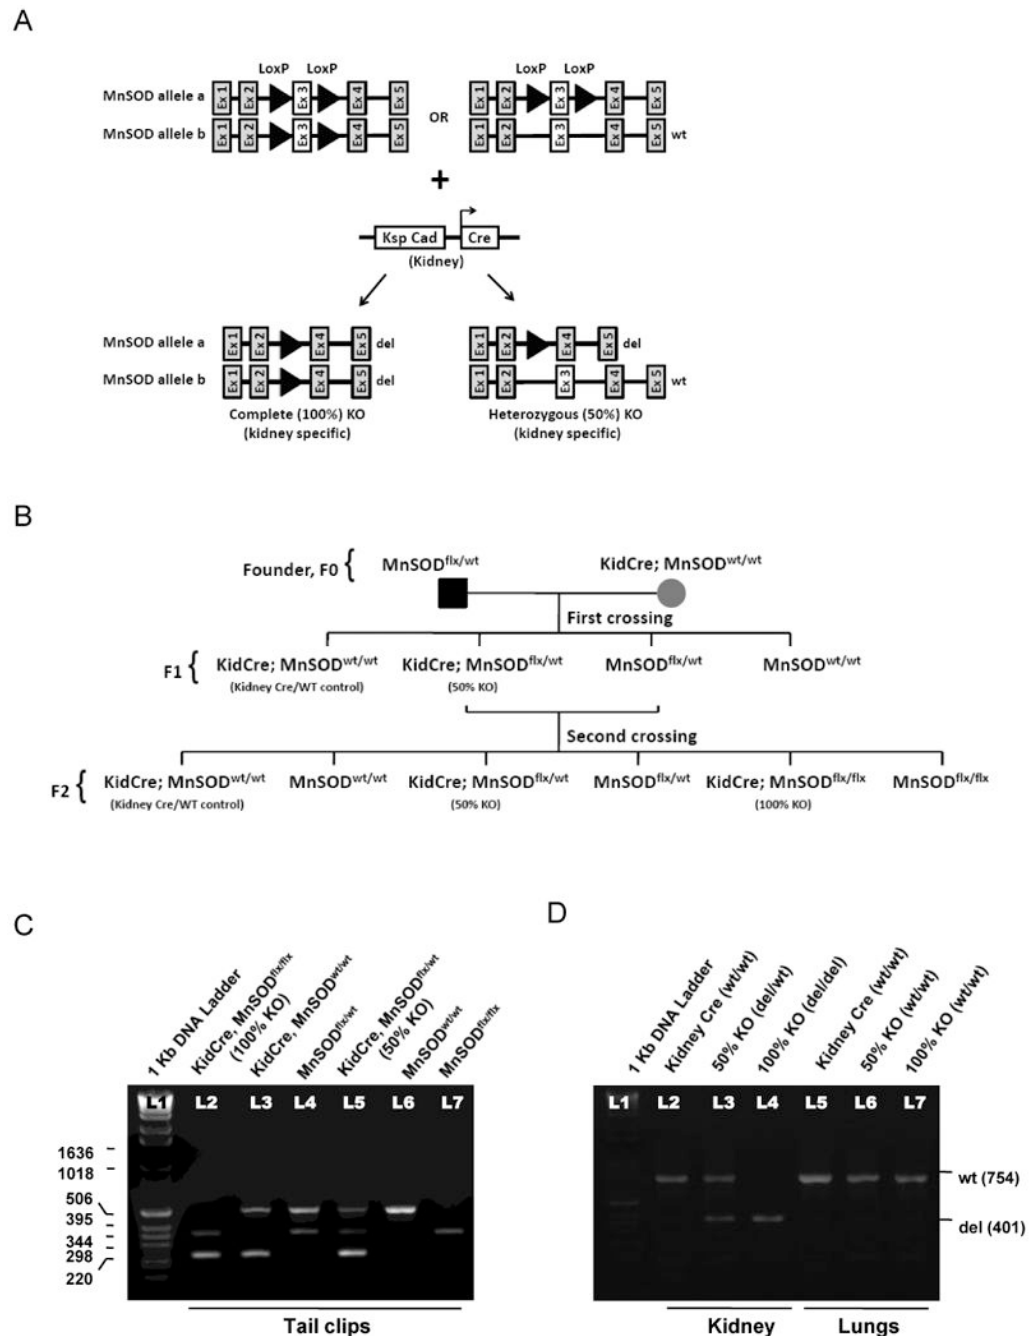 A
LoxP LoxP LoxP LoxP
MnSOD allele a Ex 1 Ex 2 Ex 3 Ex 4 Ex 5 Ex 1 Ex 2 Ex 3 Ex 4 Ex 5
OR
MnSOD allele b Ex 1 Ex 2 Ex 3 Ex 4 Ex 5 Ex 1 Ex 2 Ex 3 Ex 4 Ex 5 wt
+
Ksp Cad Cre
(Kidney)
MnSOD allele a Ex 1 Ex 2 Ex 4 Ex 5 del Ex 1 Ex 2 Ex 4 Ex 5 del
MnSOD allele b Ex 1 Ex 2 Ex 4 Ex 5 del Ex 1 Ex 2 Ex 3 Ex 4 Ex 5 wt
Complete (100%) KO Heterozygous (50%) KO
(kidney specific) (kidney specific)
B
Founder, F0 { MnSOD^flx/wt KidCre; MnSOD^wt/wt
First crossing
F1 { KidCre; MnSOD^wt/wt KidCre; MnSOD^flx/wt MnSOD^flx/wt MnSOD^wt/wt
(Kidney Cre/WT control) (50% KO)
Second crossing
F2 { KidCre; MnSOD^wt/wt MnSOD^wt/wt KidCre; MnSOD^flx/wt MnSOD^flx/wt KidCre; MnSOD^flx/flx MnSOD^flx/flx
(Kidney Cre/WT control) (50% KO) (100% KO)
C
1 Kb DNA Ladder
KidCre, MnSOD^flx/flx
(100% KO)
KidCre, MnSOD^wt/wt
MnSOD^flx/wt
KidCre, MnSOD^flx/wt
(50% KO)
MnSOD^wt/wt
MnSOD^flx/flx
L1 L2 L3 L4 L5 L6 L7
1636
1018
506
395
344
298
220
Tail clips
D
1 Kb DNA Ladder
Kidney Cre (wt/wt)
50% KO (del/wt)
100% KO (del/del)
Kidney Cre (wt/wt)
50% KO (wt/wt)
100% KO (wt/wt)
L1 L2 L3 L4 L5 L6 L7
wt (754)
del (401)
Kidney Lungs